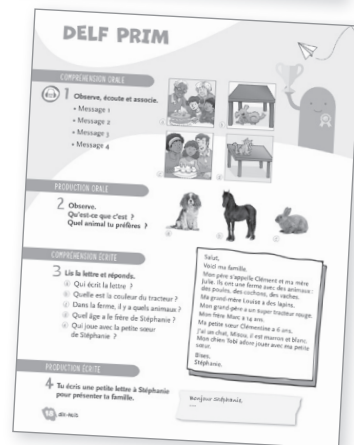 DELF PRIM
COMPRÉHENSION ORALE
1 Observe, écoute et associe.
• Message 1
• Message 2
• Message 3
• Message 4
PRODUCTION ORALE
2 Observe.
Qu'est-ce que c'est ?
Quel animal tu préfères ?
COMPRÉHENSION ÉCRITE
3 Lis la lettre et réponds.
Qui écrit la lettre ?
Quelle est la couleur du tracteur ?
Dans la ferme, il y a quels animaux ?
Quel âge a le frère de Stéphanie ?
Qui joue avec la petite sœur
de Stéphanie ?
Salut,
Voici ma famille.
Mon père s'appelle Clément et ma mère
Julie. Ils ont une ferme avec des animaux :
des poules, des cochons, des vaches.
Ma grand-mère Louise a des lapins.
Mon grand-père a un super tracteur rouge.
Mon frère Marc a 14 ans.
Ma petite sœur Clémentine a 6 ans.
J'ai un chat, Misou, il est marron et blanc.
Mon chien Tobi adore jouer avec ma petite
sœur.
Bises,
Stéphanie.
PRODUCTION ÉCRITE
4 Tu écris une petite lettre à Stéphanie
pour présenter ta famille.
Bonjour Stéphanie
....